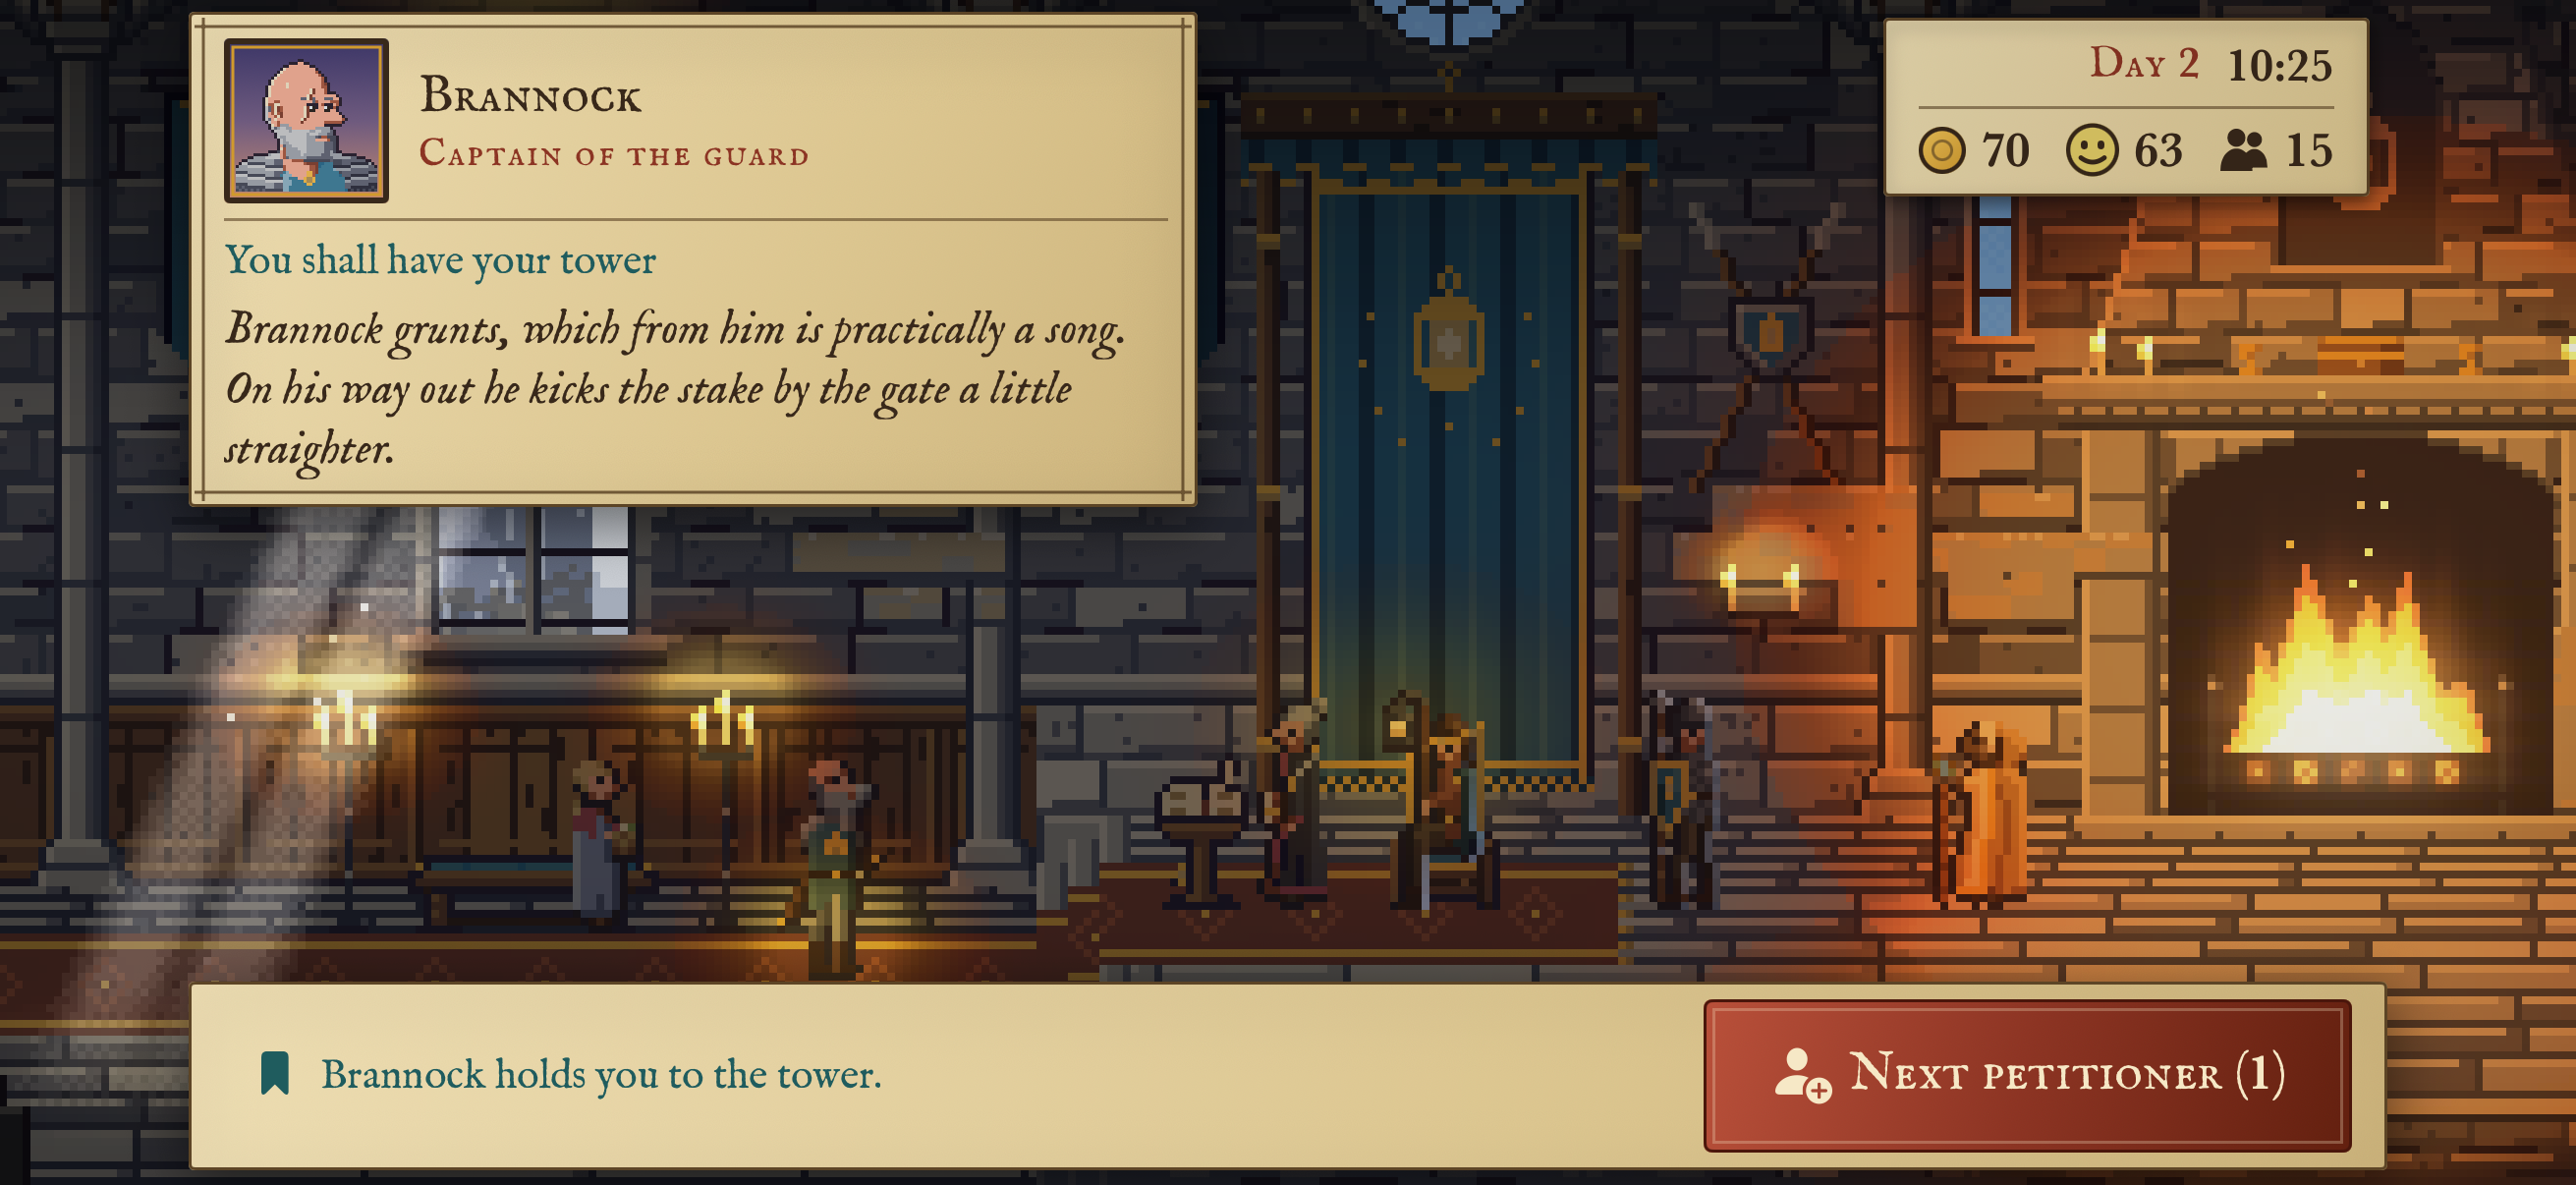 Brannock
Captain of the guard
You shall have your tower
Brannock grunts, which from him is practically a song.
On his way out he kicks the stake by the gate a little
straighter.
Day 2 10:25
70 63 15
Brannock holds you to the tower.
Next petitioner (1)